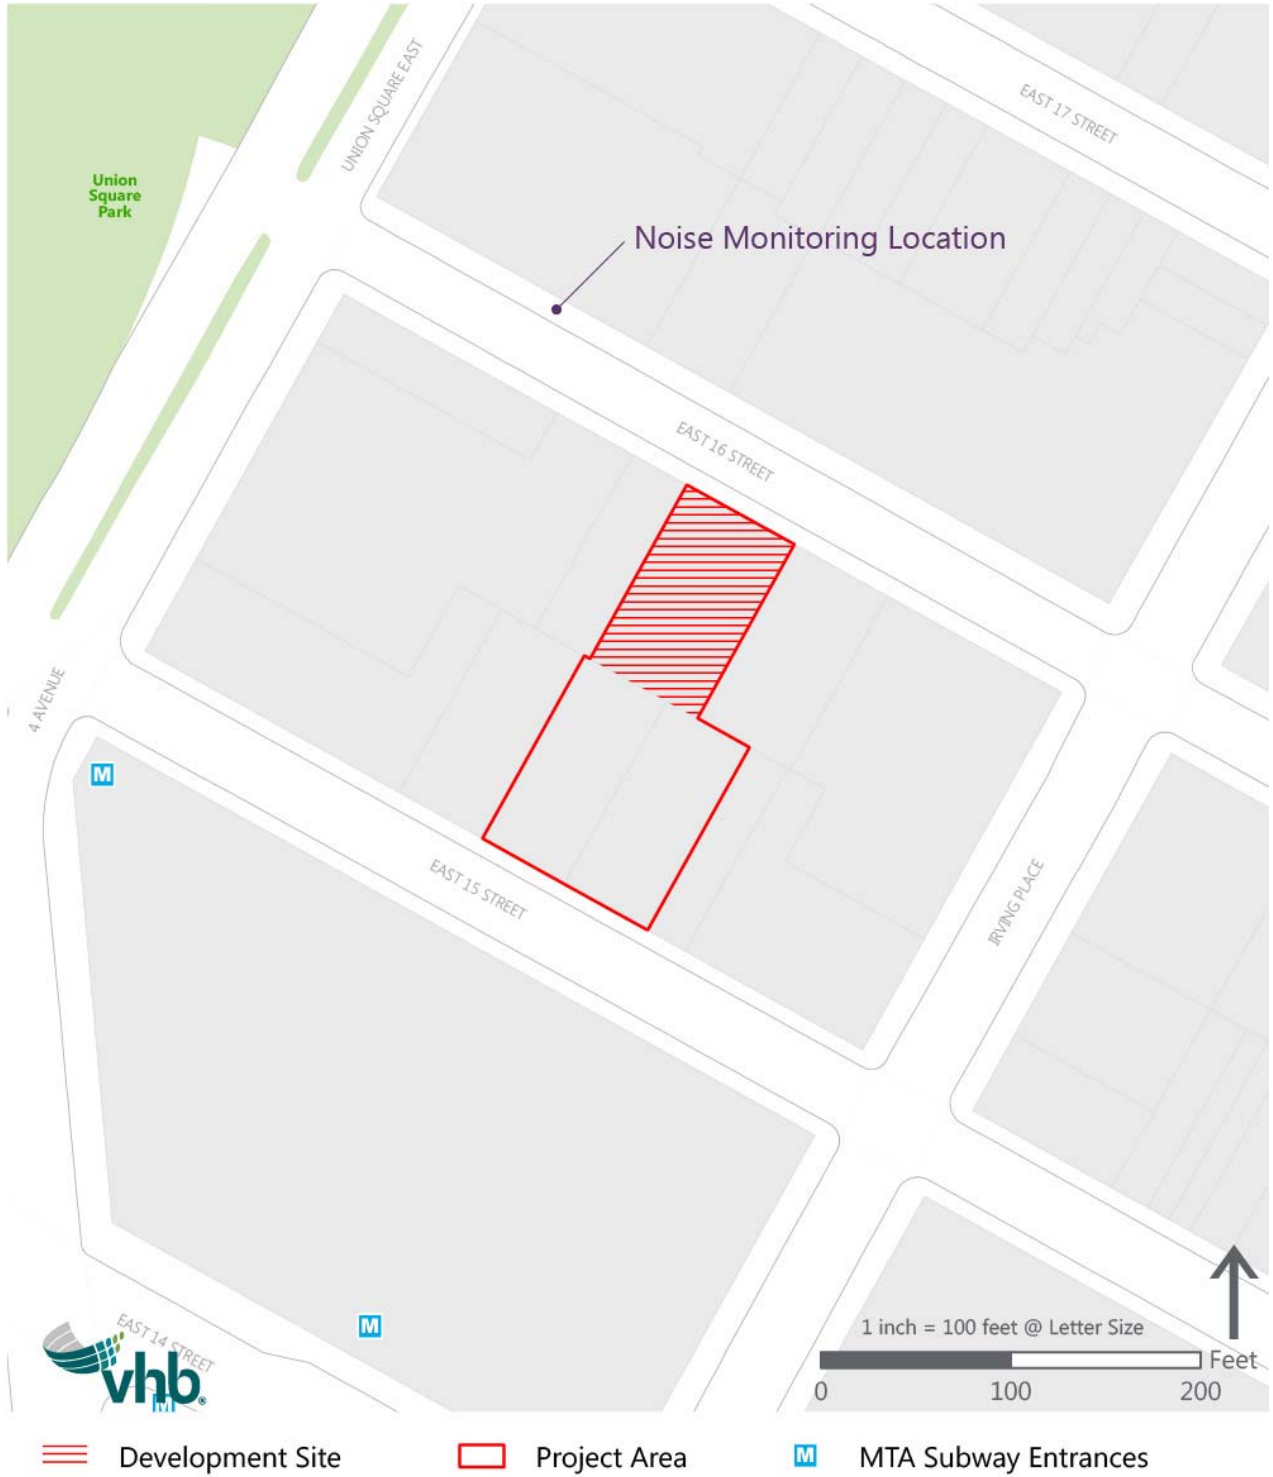 UNION SQUARE EAST
EAST 17 STREET
Union
Square
Park
Noise Monitoring Location
EAST 16 STREET
4 AVENUE
M
EAST 15 STREET
IRVING PLACE
EAST 14 STREET
M
1 inch = 100 feet @ Letter Size
Feet
0 100 200
vhb®
M
Development Site Project Area M MTA Subway Entrances